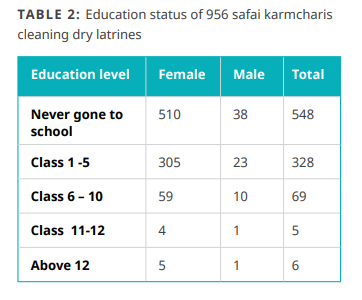 TABLE 2: Education status of 956 safai karmcharis
cleaning dry latrines
Education level Female Male Total
Never gone to school 510 38 548
Class 1 -5 305 23 328
Class 6 – 10 59 10 69
Class 11-12 4 1 5
Above 12 5 1 6